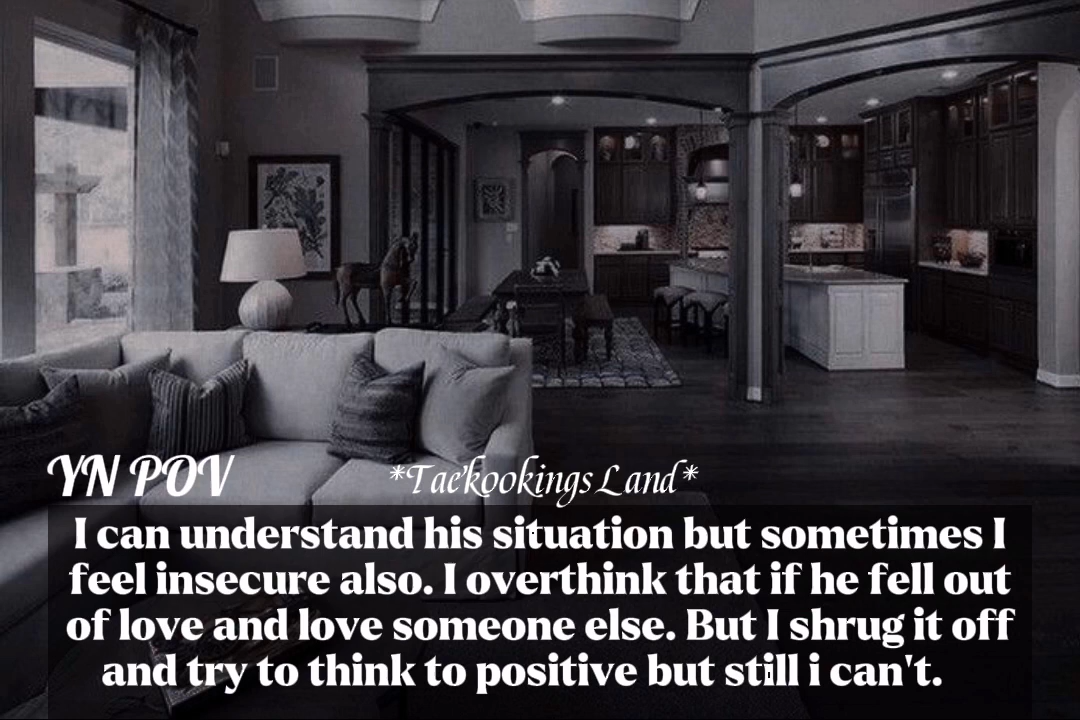 YN POV
*Tae'kookings Land*
I can understand his situation but sometimes I
feel insecure also. I overthink that if he fell out
of love and love someone else. But I shrug it off
and try to think to positive but still i can't.